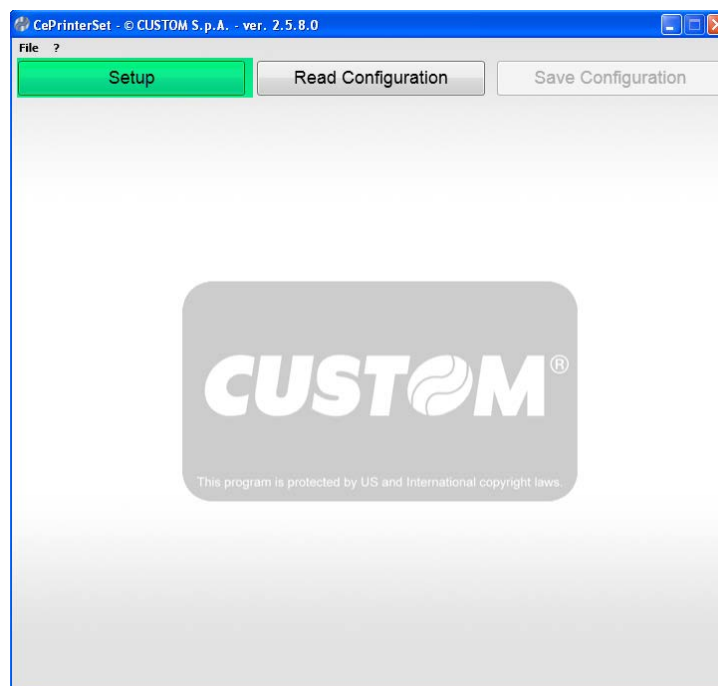 CePrinterSet - © CUSTOM S.p.A. - ver. 2.5.8.0
File ?
Setup Read Configuration Save Configuration
CUSTOM®
This program is protected by US and International copyright laws.